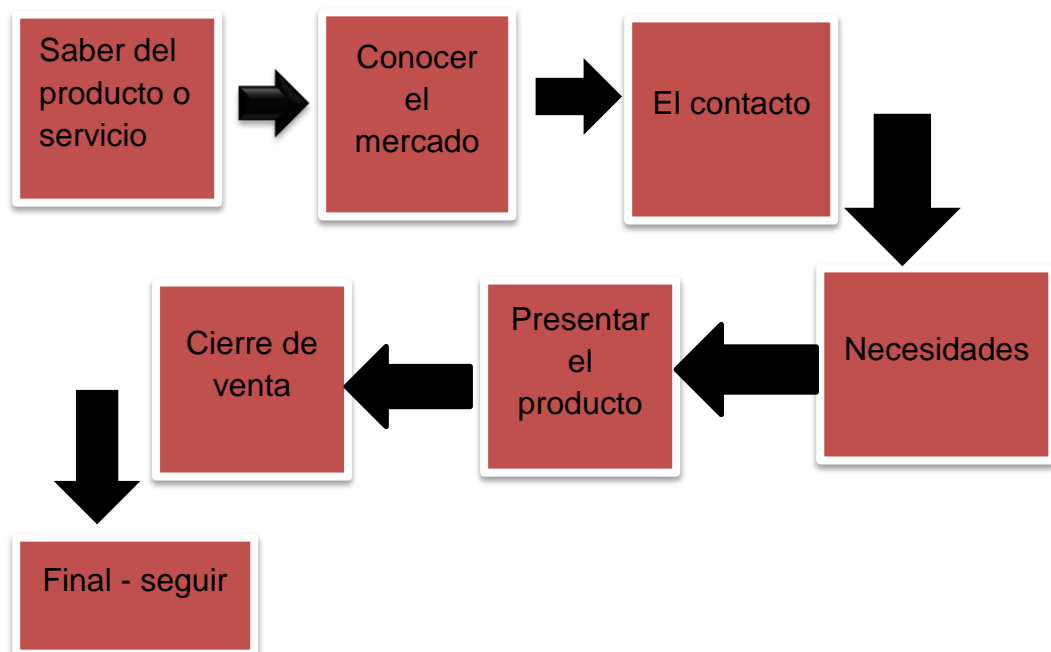 Saber del
producto o
servicio
Conocer
el
mercado
El contacto
Necesidades
Presentar
el
producto
Cierre de
venta
Final - seguir